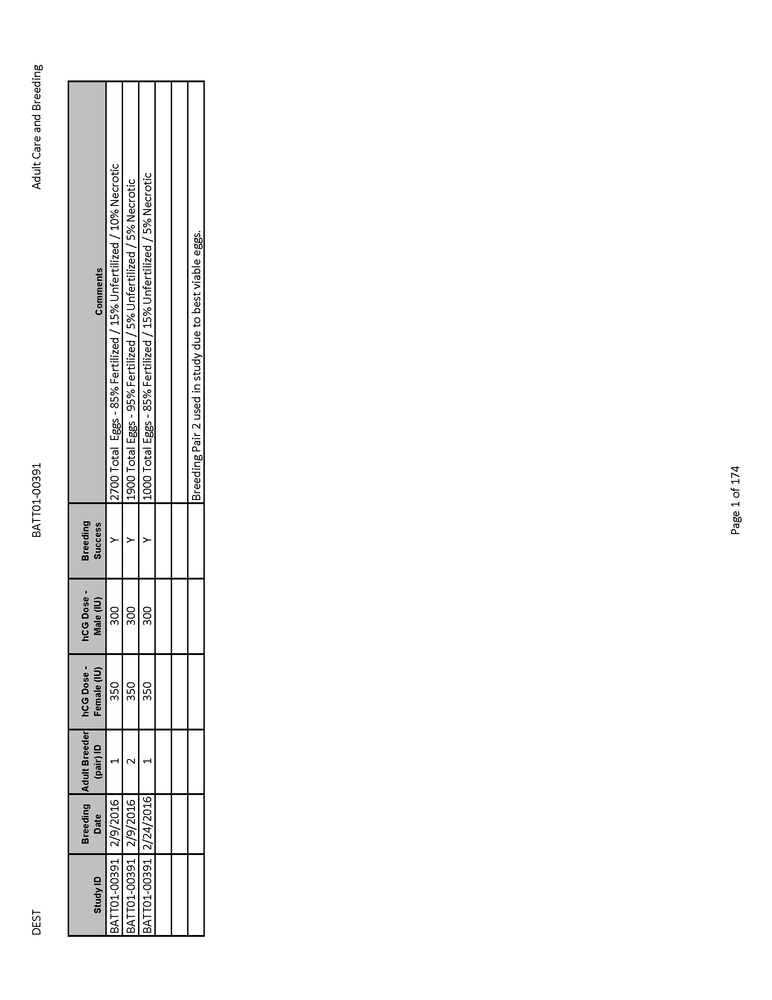 DEST BATT01-00391 Adult Care and Breeding
Study ID Breeding Date Adult Breeder (pair) ID hCG Dose - Female (IU) hCG Dose - Male (IU) Breeding Success Comments
BATT01-00391 2/9/2016 1 350 300 Y 2700 Total Eggs - 85% Fertilized / 15% Unfertilized / 10% Necrotic
BATT01-00391 2/9/2016 2 350 300 Y 1900 Total Eggs - 95% Fertilized / 5% Unfertilized / 5% Necrotic
BATT01-00391 2/24/2016 1 350 300 Y 1000 Total Eggs - 85% Fertilized / 15% Unfertilized / 5% Necrotic
Breeding Pair 2 used in study due to best viable eggs.
Page 1 of 174